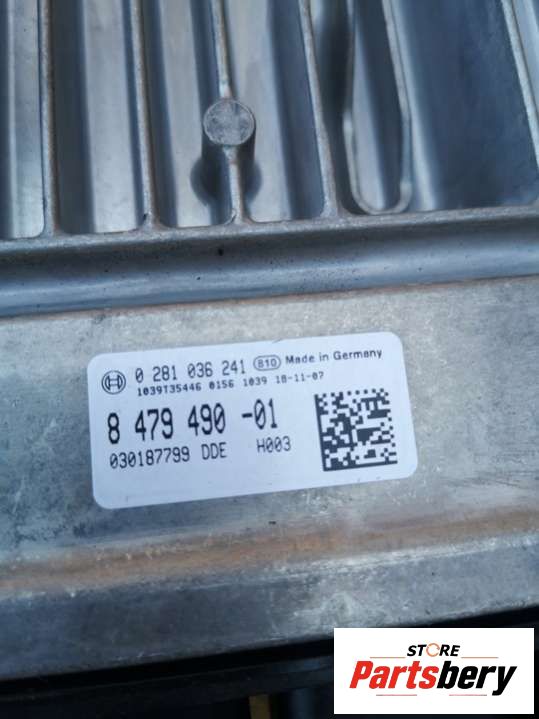 0 281 036 241 810 Made in Germany
1039T35446 0156 1039 18-11-07
8 479 490 -01
030187799 DDE H003
STORE
Partsbery